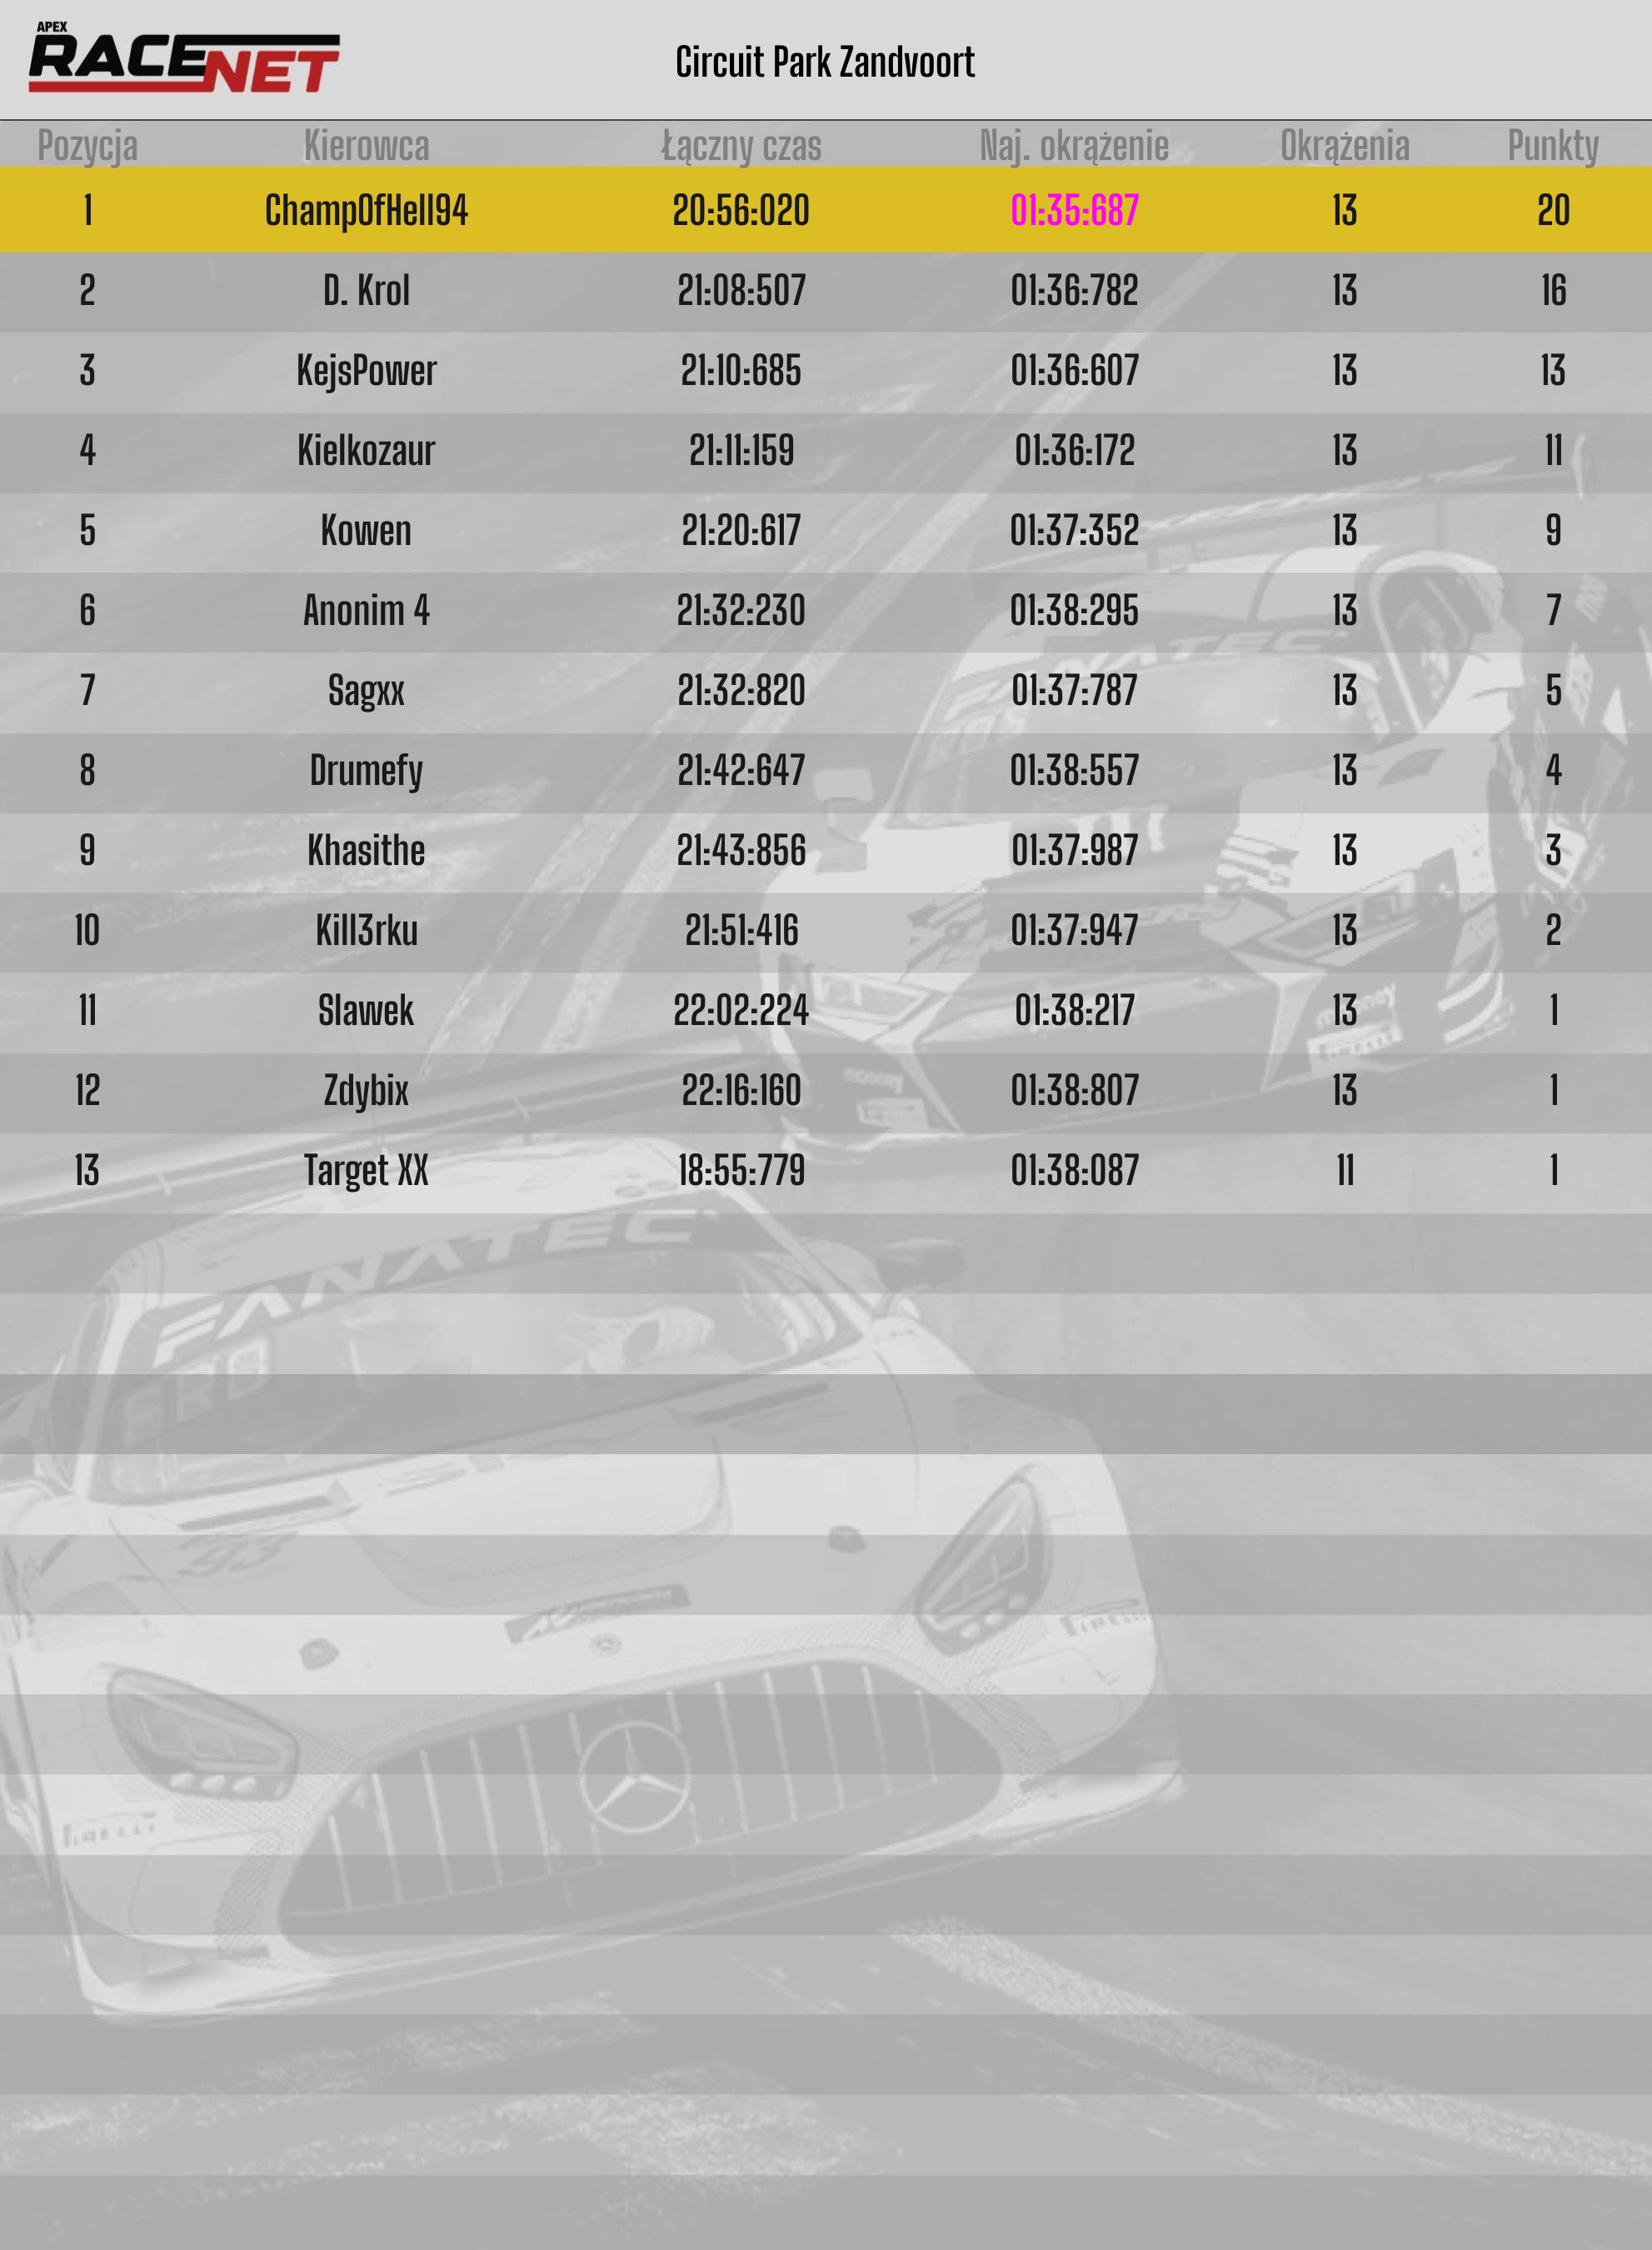 APEX
RACENET
Circuit Park Zandvoort
Pozycja Kierowca Łączny czas Naj. okrążenie Okrążenia Punkty
1 ChampOfHell94 20:56:020 01:35:687 13 20
2 D. Krol 21:08:507 01:36:782 13 16
3 KejsPower 21:10:685 01:36:607 13 13
4 Kielkozaur 21:11:159 01:36:172 13 11
5 Kowen 21:20:617 01:37:352 13 9
6 Anonim 4 21:32:230 01:38:295 13 7
7 Sagxx 21:32:820 01:37:787 13 5
8 Drumefy 21:42:647 01:38:557 13 4
9 Khasithe 21:43:856 01:37:987 13 3
10 Kill3rku 21:51:416 01:37:947 13 2
11 Slawek 22:02:224 01:38:217 13 1
12 Zdybix 22:16:160 01:38:807 13 1
13 Target XX 18:55:779 01:38:087 11 1
FANATEC
FANATEC
93
PIRELLI
PIRELLI